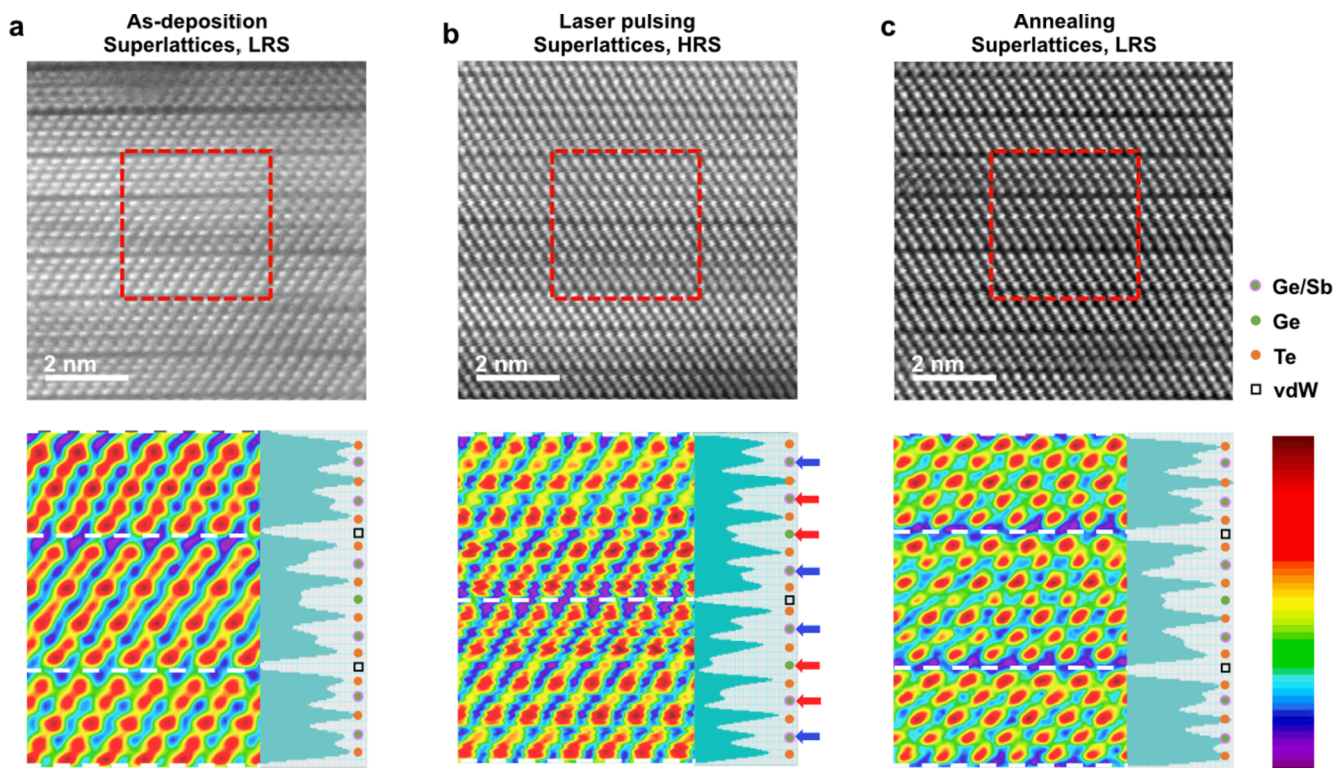 a
As-deposition
Superlattices, LRS
b
Laser pulsing
Superlattices, HRS
c
Annealing
Superlattices, LRS
2 nm
2 nm
2 nm
Ge/Sb
Ge
Te
vdW